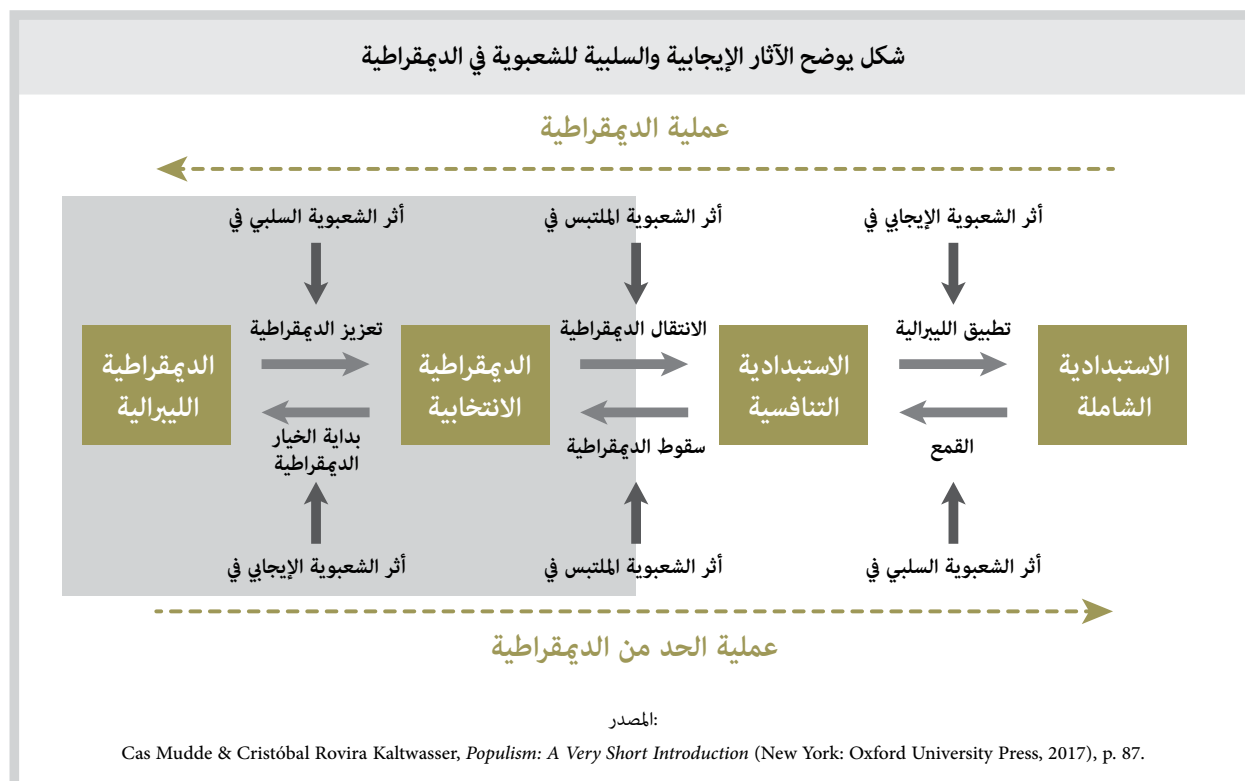 شكل يوضح الآثار الإيجابية والسلبية للشعبوية في الديمقراطية
عملية الديمقراطية
أثر الشعبوية الإيجابي في
أثر الشعبوية الملتبس في
أثر الشعبوية السلبي في
تطبيق الليبرالية
الانتقال الديمقراطية
تعزيز الديمقراطية
الاستبدادية
الشاملة
الاستبدادية
التنافسية
الديمقراطية
الانتخابية
الديمقراطية
الليبرالية
القمع
سقوط الديمقراطية
بداية الخيار
الديمقراطية
أثر الشعبوية السلبي في
أثر الشعبوية الملتبس في
أثر الشعبوية الإيجابي في
عملية الحد من الديمقراطية
المصدر:
Cas Mudde & Cristóbal Rovira Kaltwasser, Populism: A Very Short Introduction (New York: Oxford University Press, 2017), p. 87.